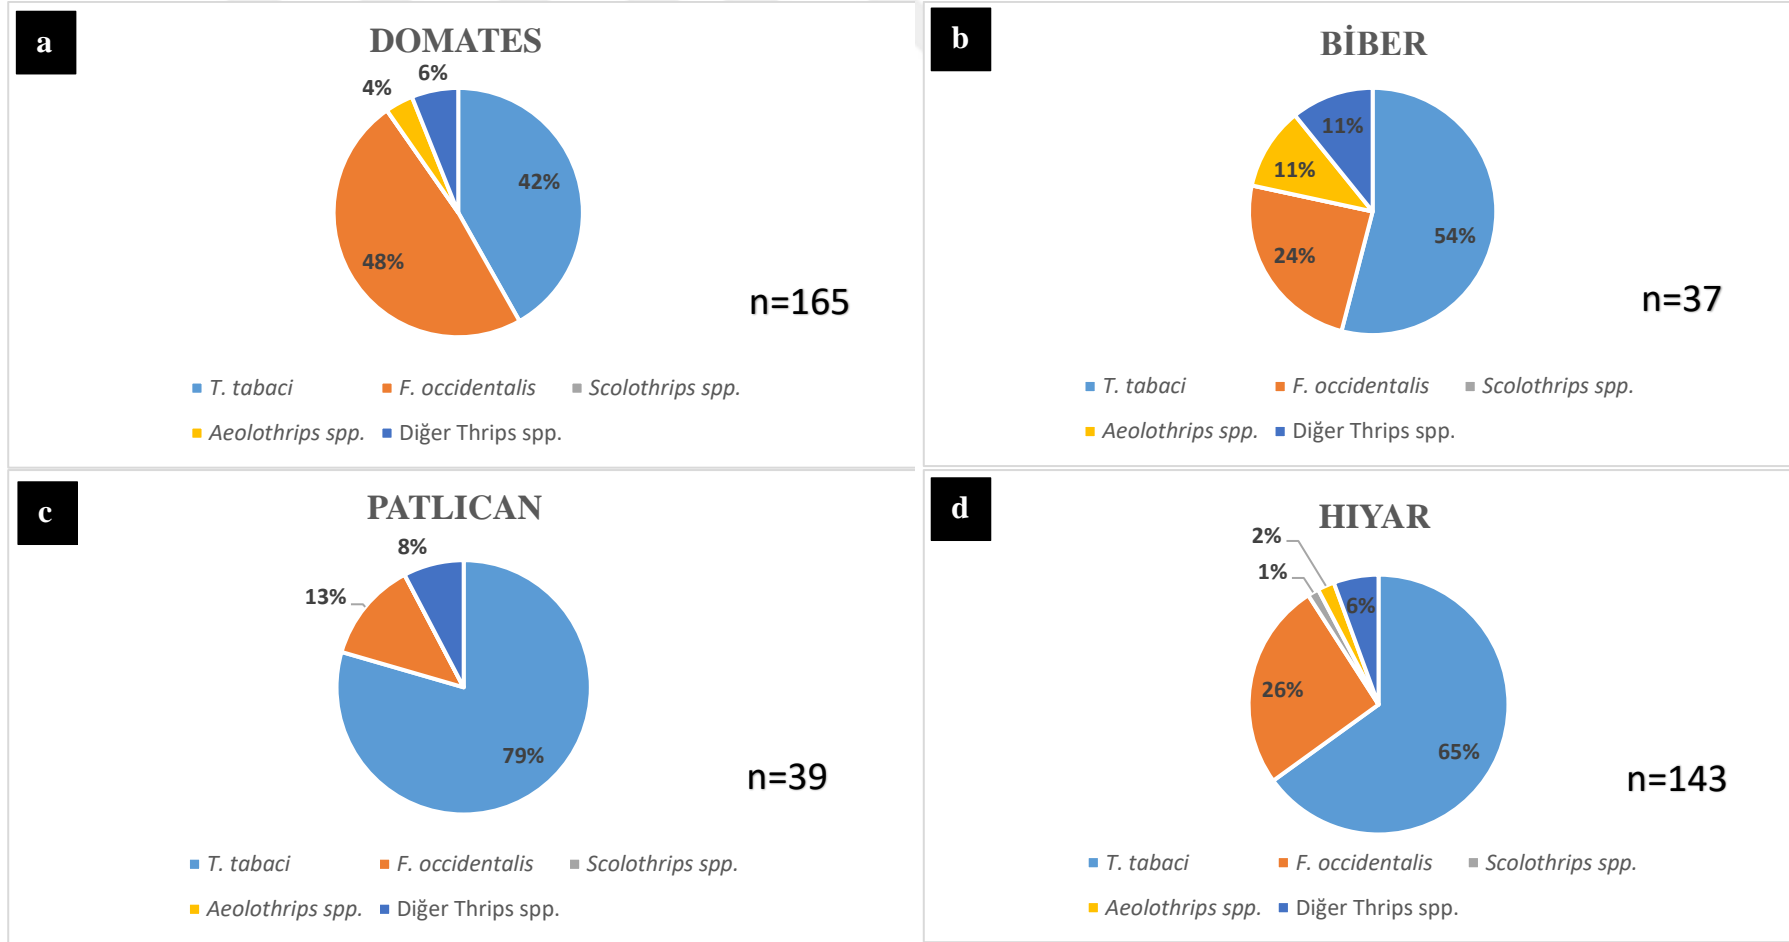 a
DOMATES
4%
6%
42%
48%
n=165
T. tabaci
F. occidentalis
Scolothrips spp.
Aeolothrips spp.
Diğer Thrips spp.
b
BİBER
11%
11%
24%
54%
n=37
T. tabaci
F. occidentalis
Scolothrips spp.
Aeolothrips spp.
Diğer Thrips spp.
c
PATLICAN
8%
13%
79%
n=39
T. tabaci
F. occidentalis
Scolothrips spp.
Aeolothrips spp.
Diğer Thrips spp.
d
HIYAR
2%
1%
6%
26%
65%
n=143
T. tabaci
F. occidentalis
Scolothrips spp.
Aeolothrips spp.
Diğer Thrips spp.